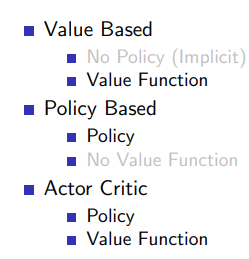 Value Based
No Policy (Implicit)
Value Function
Policy Based
Policy
No Value Function
Actor Critic
Policy
Value Function